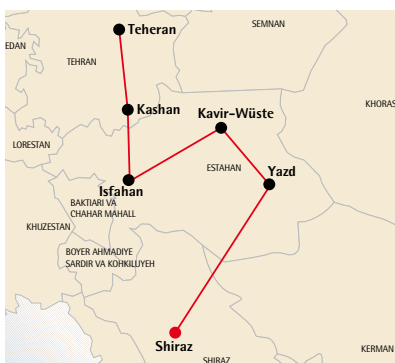 SEMNAN
Teheran
EDAN
TEHRAN
KHORAS
Kashan
Kavir-Wüste
LORESTAN
ESTAHAN
Yazd
Isfahan
BAKTIARI VA
CHAHAR MAHALL
KHUZESTAN
BOYER AHMADIYE
SARDIR VA KOHKILUYEH
Shiraz
KERMAN
SHIRAZ